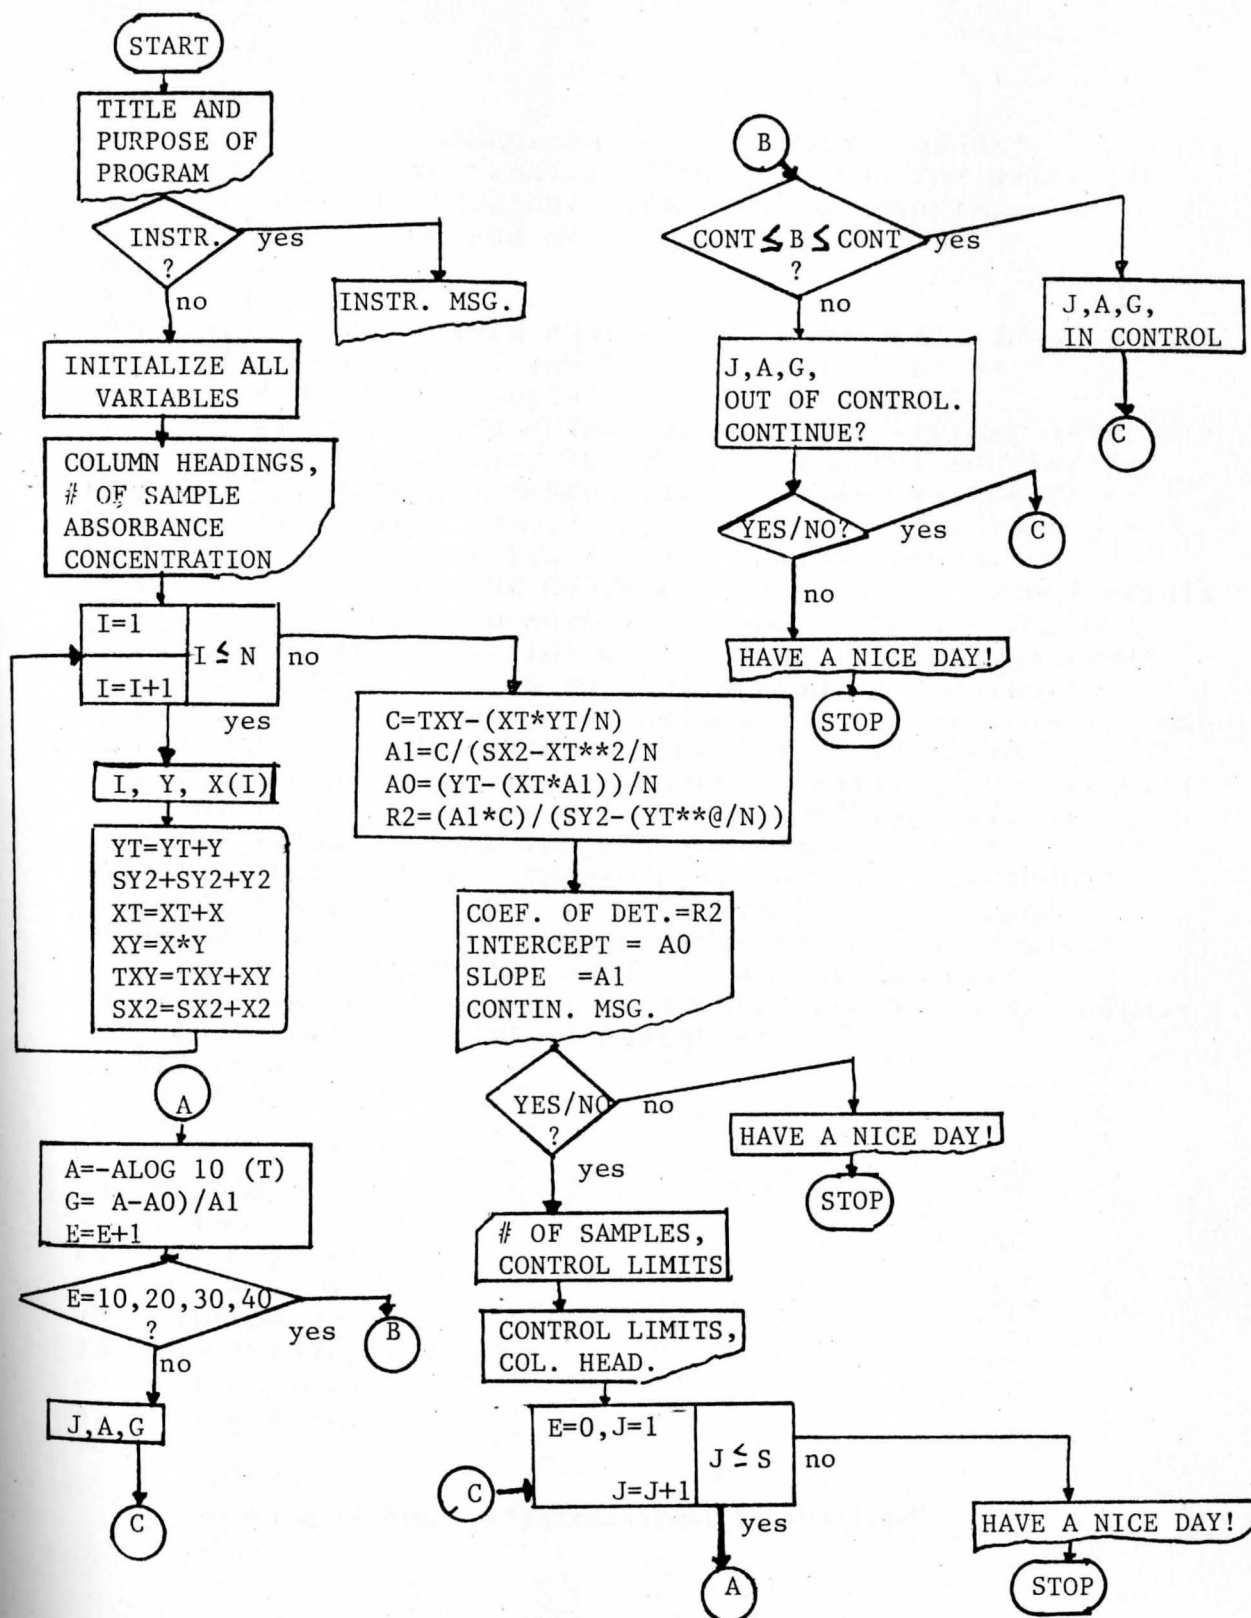 START
TITLE AND
PURPOSE OF
PROGRAM
INSTR.
?
yes
INSTR. MSG.
no
INITIALIZE ALL
VARIABLES
COLUMN HEADINGS,
# OF SAMPLE
ABSORBANCE
CONCENTRATION
I=1
I=I+1
I ≤ N
no
yes
I, Y, X(I)
YT=YT+Y
SY2+SY2+Y2
XT=XT+X
XY=X*Y
TXY=TXY+XY
SX2=SX2+X2
C=TXY-(XT*YT/N)
A1=C/(SX2-XT**2/N
A0=(YT-(XT*A1))/N
R2=(A1*C)/(SY2-(YT**@/N))
COEF. OF DET.=R2
INTERCEPT = A0
SLOPE =A1
CONTIN. MSG.
YES/NO
?
no
HAVE A NICE DAY!
STOP
yes
# OF SAMPLES,
CONTROL LIMITS
CONTROL LIMITS,
COL. HEAD.
C
E=0,J=1
J=J+1
J ≤ S
no
HAVE A NICE DAY!
STOP
yes
A
A
A=-ALOG 10 (T)
G= A-A0)/A1
E=E+1
E=10,20,30,40
?
yes
B
no
J,A,G
C
B
CONT ≤ B ≤ CONT
?
yes
J,A,G,
IN CONTROL
C
no
J,A,G,
OUT OF CONTROL.
CONTINUE?
YES/NO?
yes
C
no
HAVE A NICE DAY!
STOP